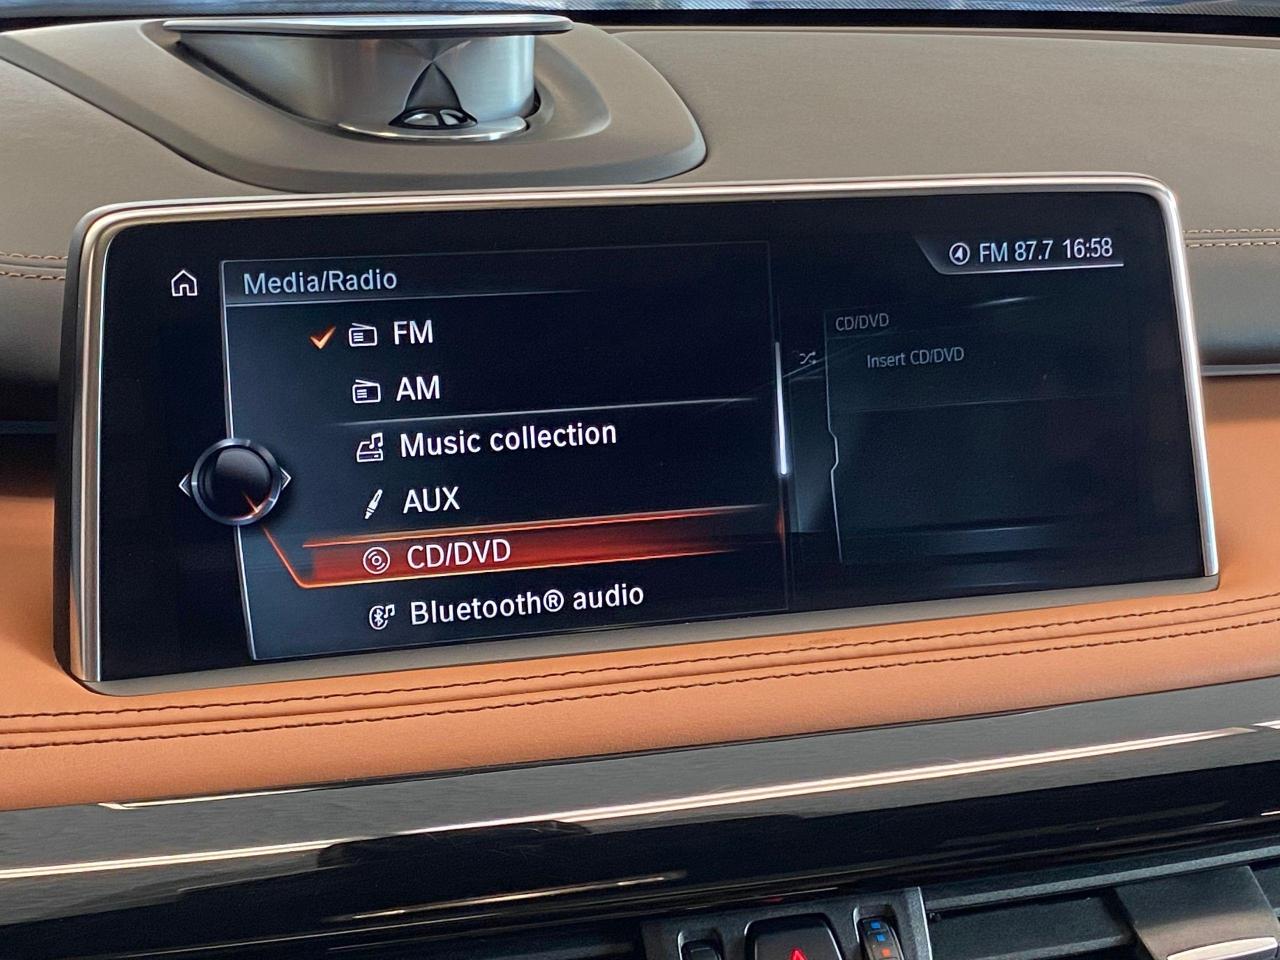 FM 87.7 16:58
Media/Radio
FM
AM
Music collection
AUX
CD/DVD
Bluetooth® audio
CD/DVD
Insert CD/DVD